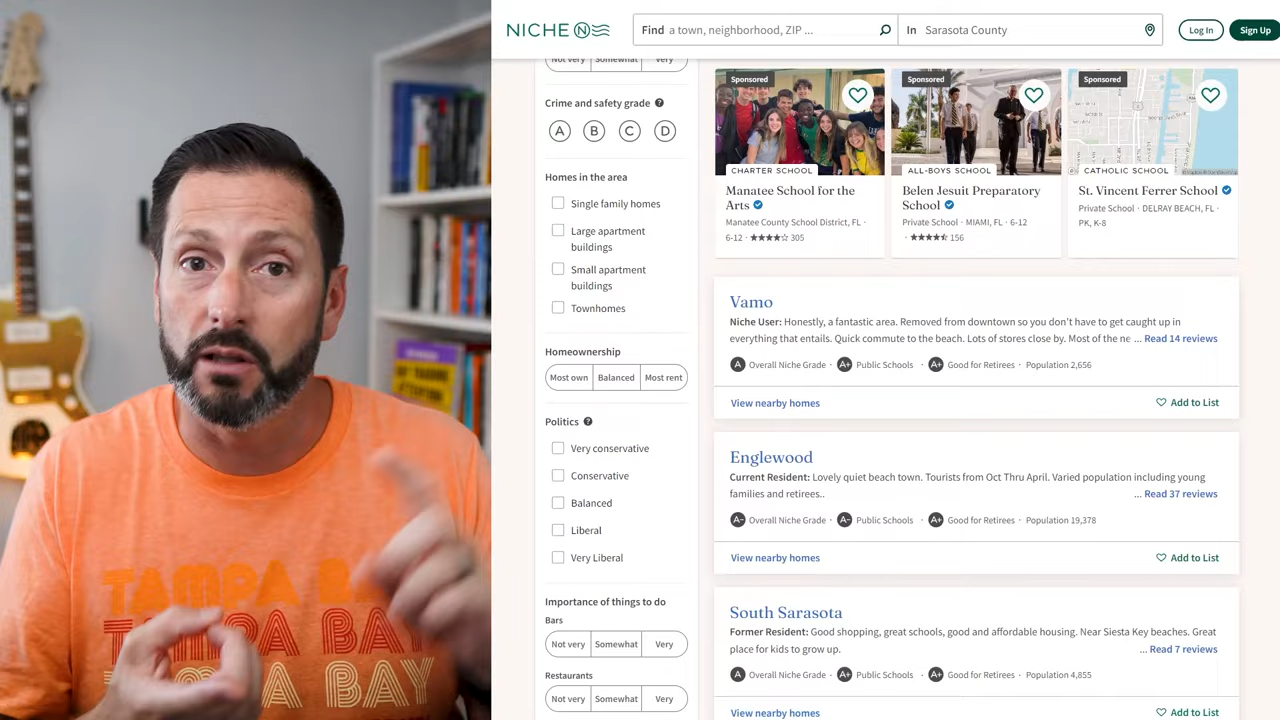 NICHE
Find a town, neighborhood, ZIP ...
In Sarasota County
Log In
Sign Up
Not very Somewhat Very
Crime and safety grade ?
A B C D
Homes in the area
Single family homes
Large apartment
buildings
Small apartment
buildings
Townhomes
Homeownership
Most own Balanced Most rent
Politics ?
Very conservative
Conservative
Balanced
Liberal
Very Liberal
Importance of things to do
Bars
Not very Somewhat Very
Restaurants
Not very Somewhat Very
Sponsored
CHARTER SCHOOL
Manatee School for the
Arts
Manatee County School District, FL ·
6-12 · ★★★★☆ 305
Sponsored
ALL-BOYS SCHOOL
Belen Jesuit Preparatory
School
Private School · MIAMI, FL · 6-12
· 156
Sponsored
CATHOLIC SCHOOL
St. Vincent Ferrer School
Private School · DELRAY BEACH, FL ·
PK, K-8
Vamo
Niche User: Honestly, a fantastic area. Removed from downtown so you don't have to get caught up in
everything that entails. Quick commute to the beach. Lots of stores close by. Most of the ne ... Read 14 reviews
A Overall Niche Grade · A+ Public Schools · A+ Good for Retirees · Population 2,656
View nearby homes
Add to List
Englewood
Current Resident: Lovely quiet beach town. Tourists from Oct Thru April. Varied population including young
families and retirees.. ... Read 37 reviews
A- Overall Niche Grade · A- Public Schools · A+ Good for Retirees · Population 19,378
View nearby homes
Add to List
South Sarasota
Former Resident: Good shopping, great schools, good and affordable housing. Near Siesta Key beaches. Great
place for kids to grow up. ... Read 7 reviews
A Overall Niche Grade · A+ Public Schools · A+ Good for Retirees · Population 4,855
View nearby homes
Add to List
TAMPA BAY
TAMPA BAY
TAMPA BAY